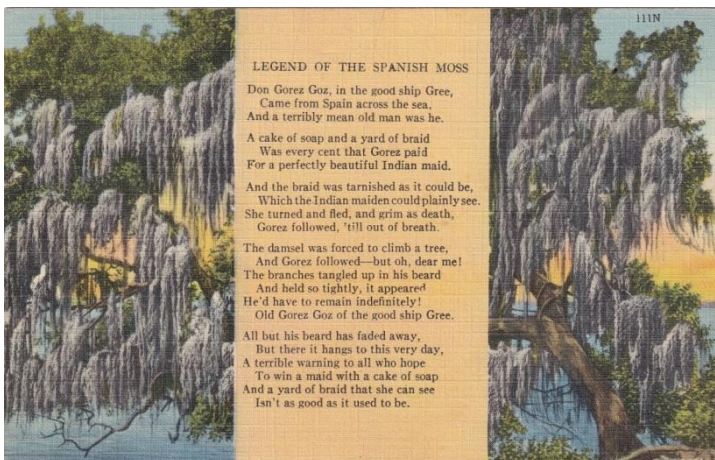 111N
LEGEND OF THE SPANISH MOSS
Don Gorez Goz, in the good ship Gree,
Came from Spain across the sea,
And a terribly mean old man was he.
A cake of soap and a yard of braid
Was every cent that Gorez paid
For a perfectly beautiful Indian maid.
And the braid was tarnished as it could be,
Which the Indian maiden could plainly see.
She turned and fled, and grim as death,
Gorez followed, 'till out of breath.
The damsel was forced to climb a tree,
And Gorez followed—but oh, dear me!
The branches tangled up in his beard
And held so tightly, it appeared
He'd have to remain indefinitely!
Old Gorez Goz of the good ship Gree.
All but his beard has faded away,
But there it hangs to this very day,
A terrible warning to all who hope
To win a maid with a cake of soap
And a yard of braid that she can see
Isn't as good as it used to be.